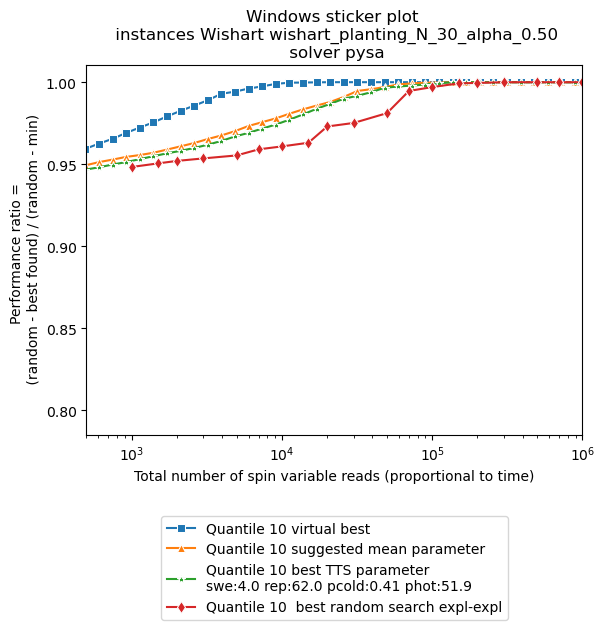 Windows sticker plot
instances Wishart wishart_planting_N_30_alpha_0.50
solver pysa
Performance ratio =
(random - best found) / (random - min)
1.00
0.95
0.90
0.85
0.80
10³ 10⁴ 10⁵ 10⁶
Total number of spin variable reads (proportional to time)
Quantile 10 virtual best
Quantile 10 suggested mean parameter
Quantile 10 best TTS parameter
swe:4.0 rep:62.0 pcold:0.41 phot:51.9
Quantile 10  best random search expl-expl